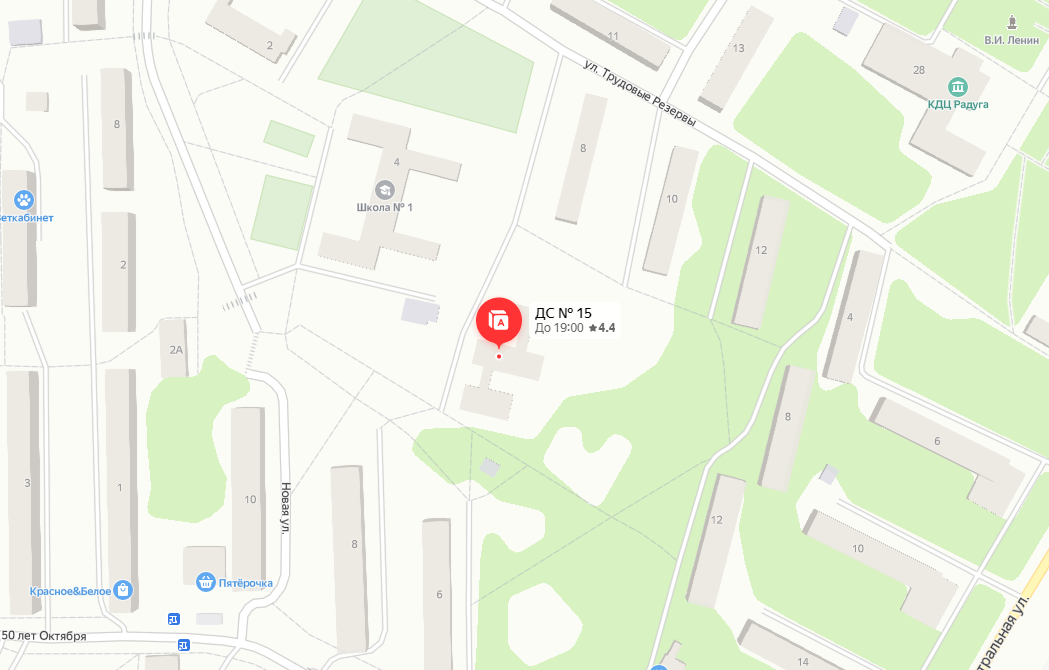 11
2
13
В.И. Ленин
28
КДЦ Радуга
ул. Трудовые Резервы
8
8
4
Школа № 1
10
еткабинет
12
2
ДС № 15
До 19:00 ★4.4
4
2А
8
6
3
1
10
Новая ул.
12
8
10
Красное&Белое
Пятёрочка
6
50 лет Октября
14
тральная ул.